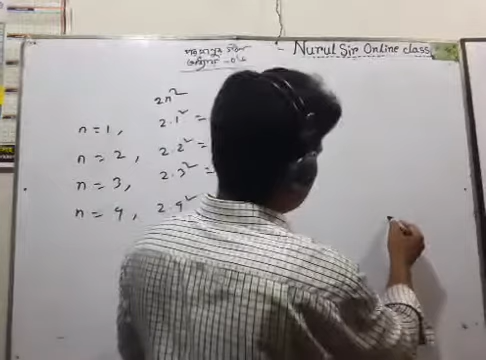 Nurul Sir Online class
2n²
n = 1, 2·1² =
n = 2, 2·2² =
n = 3, 2·3² =
n = 4, 2·4²